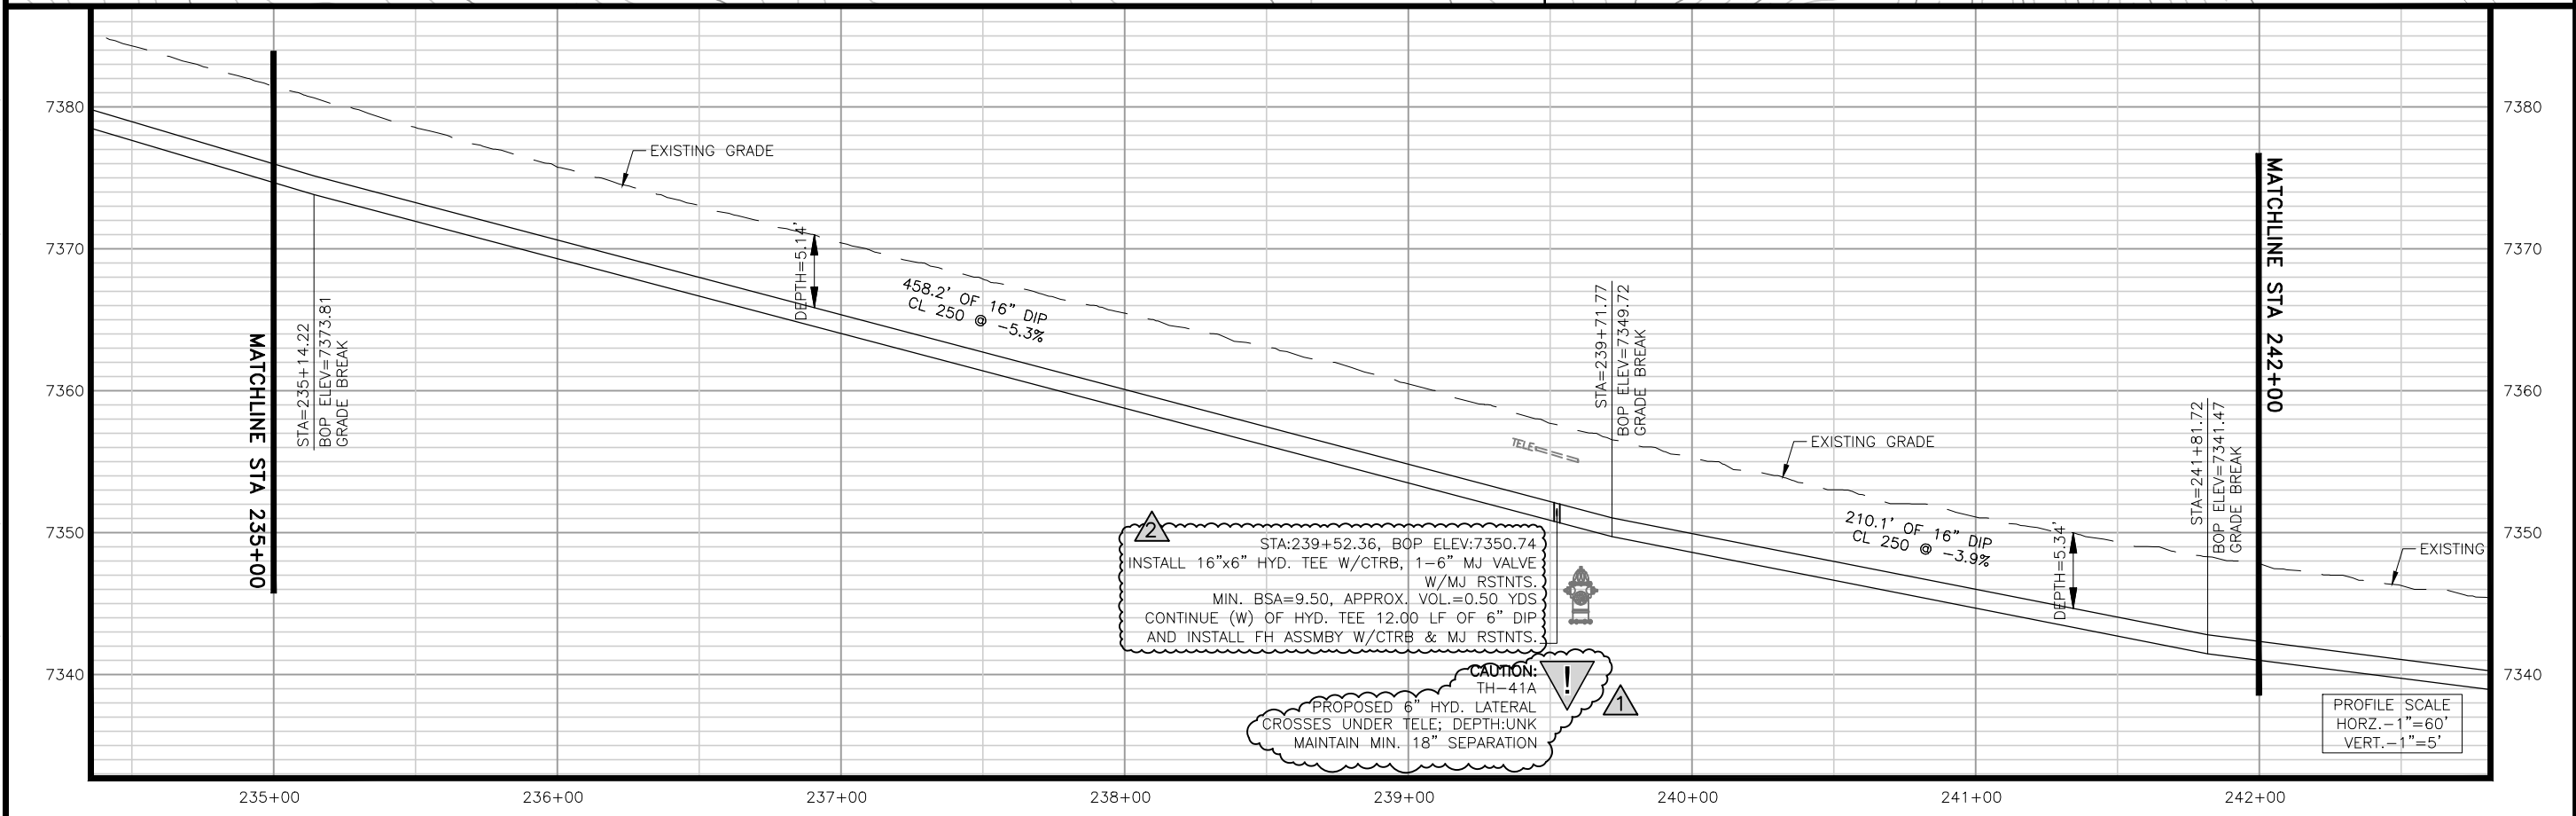 7380
7370
7360
7350
7340
MATCHLINE STA 235+00
STA=235+14.22
BOP ELEV=7373.81
GRADE BREAK
EXISTING GRADE
DEPTH=5.14'
458.2' OF 16" DIP
CL 250 @ -5.3%
TELE
2
STA:239+52.36, BOP ELEV:7350.74
INSTALL 16"x6" HYD. TEE W/CTRB, 1-6" MJ VALVE
W/MJ RSTNTS.
MIN. BSA=9.50, APPROX. VOL.=0.50 YDS
CONTINUE (W) OF HYD. TEE 12.00 LF OF 6" DIP
AND INSTALL FH ASSMBY W/CTRB & MJ RSTNTS.
CAUTION:
TH-41A
PROPOSED 6" HYD. LATERAL
CROSSES UNDER TELE; DEPTH:UNK
MAINTAIN MIN. 18" SEPARATION
!
1
STA=239+71.77
BOP ELEV=7349.72
GRADE BREAK
EXISTING GRADE
210.1' OF 16" DIP
CL 250 @ -3.9%
DEPTH=5.34'
STA=241+81.72
BOP ELEV=7341.47
GRADE BREAK
MATCHLINE STA 242+00
EXISTING
PROFILE SCALE
HORZ.-1"=60'
VERT.-1"=5'
7380
7370
7360
7350
7340
235+00
236+00
237+00
238+00
239+00
240+00
241+00
242+00